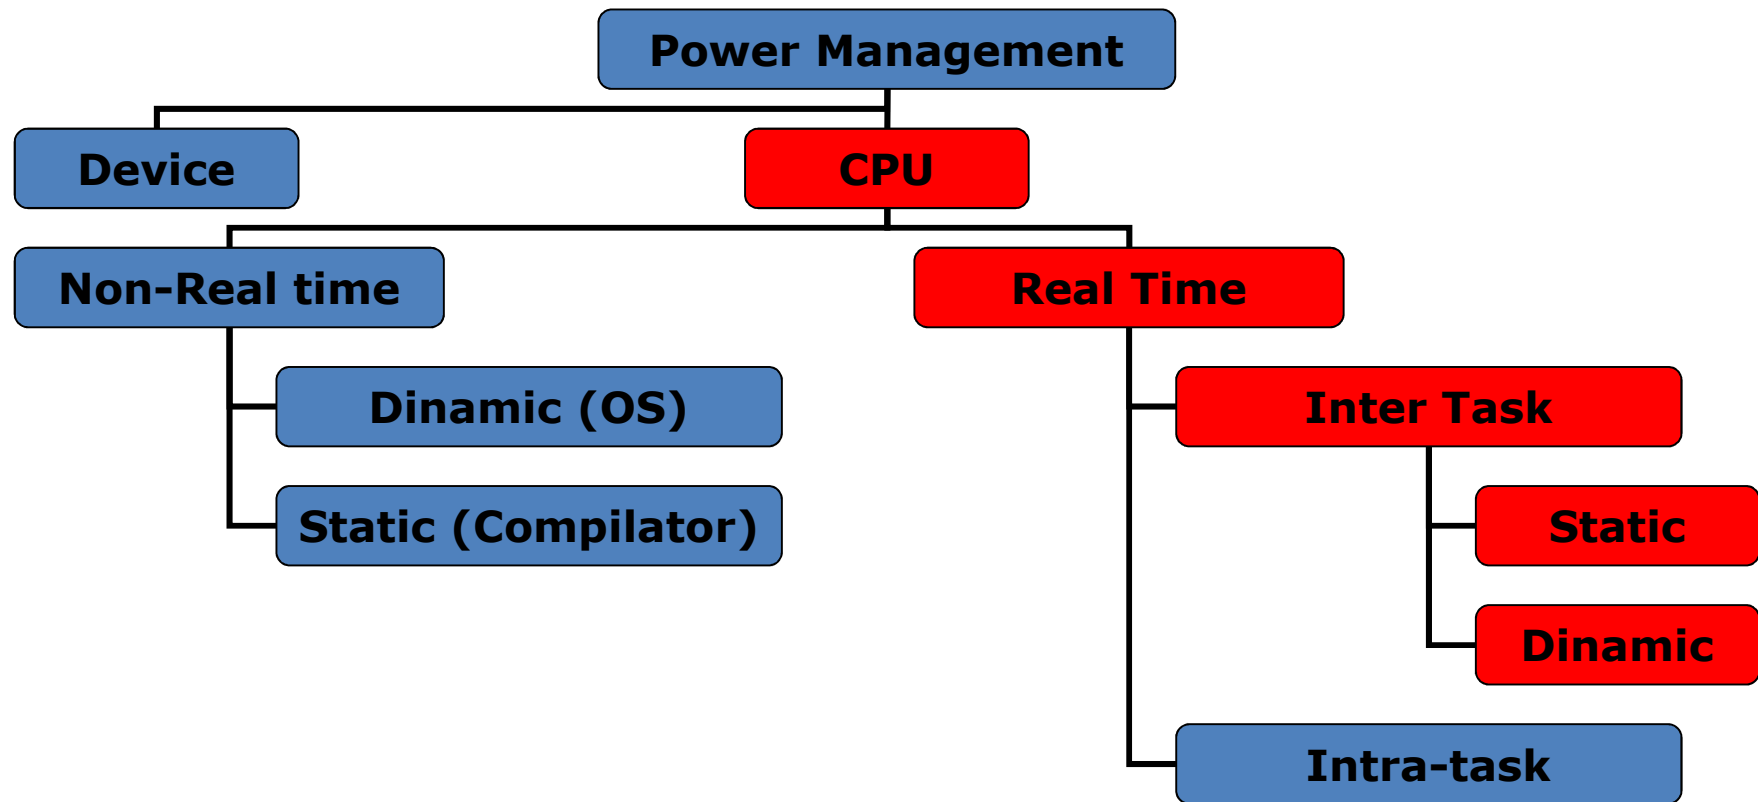 Power Management
Device
CPU
Non-Real time
Real Time
Dinamic (OS)
Inter Task
Static (Compilator)
Static
Dinamic
Intra-task